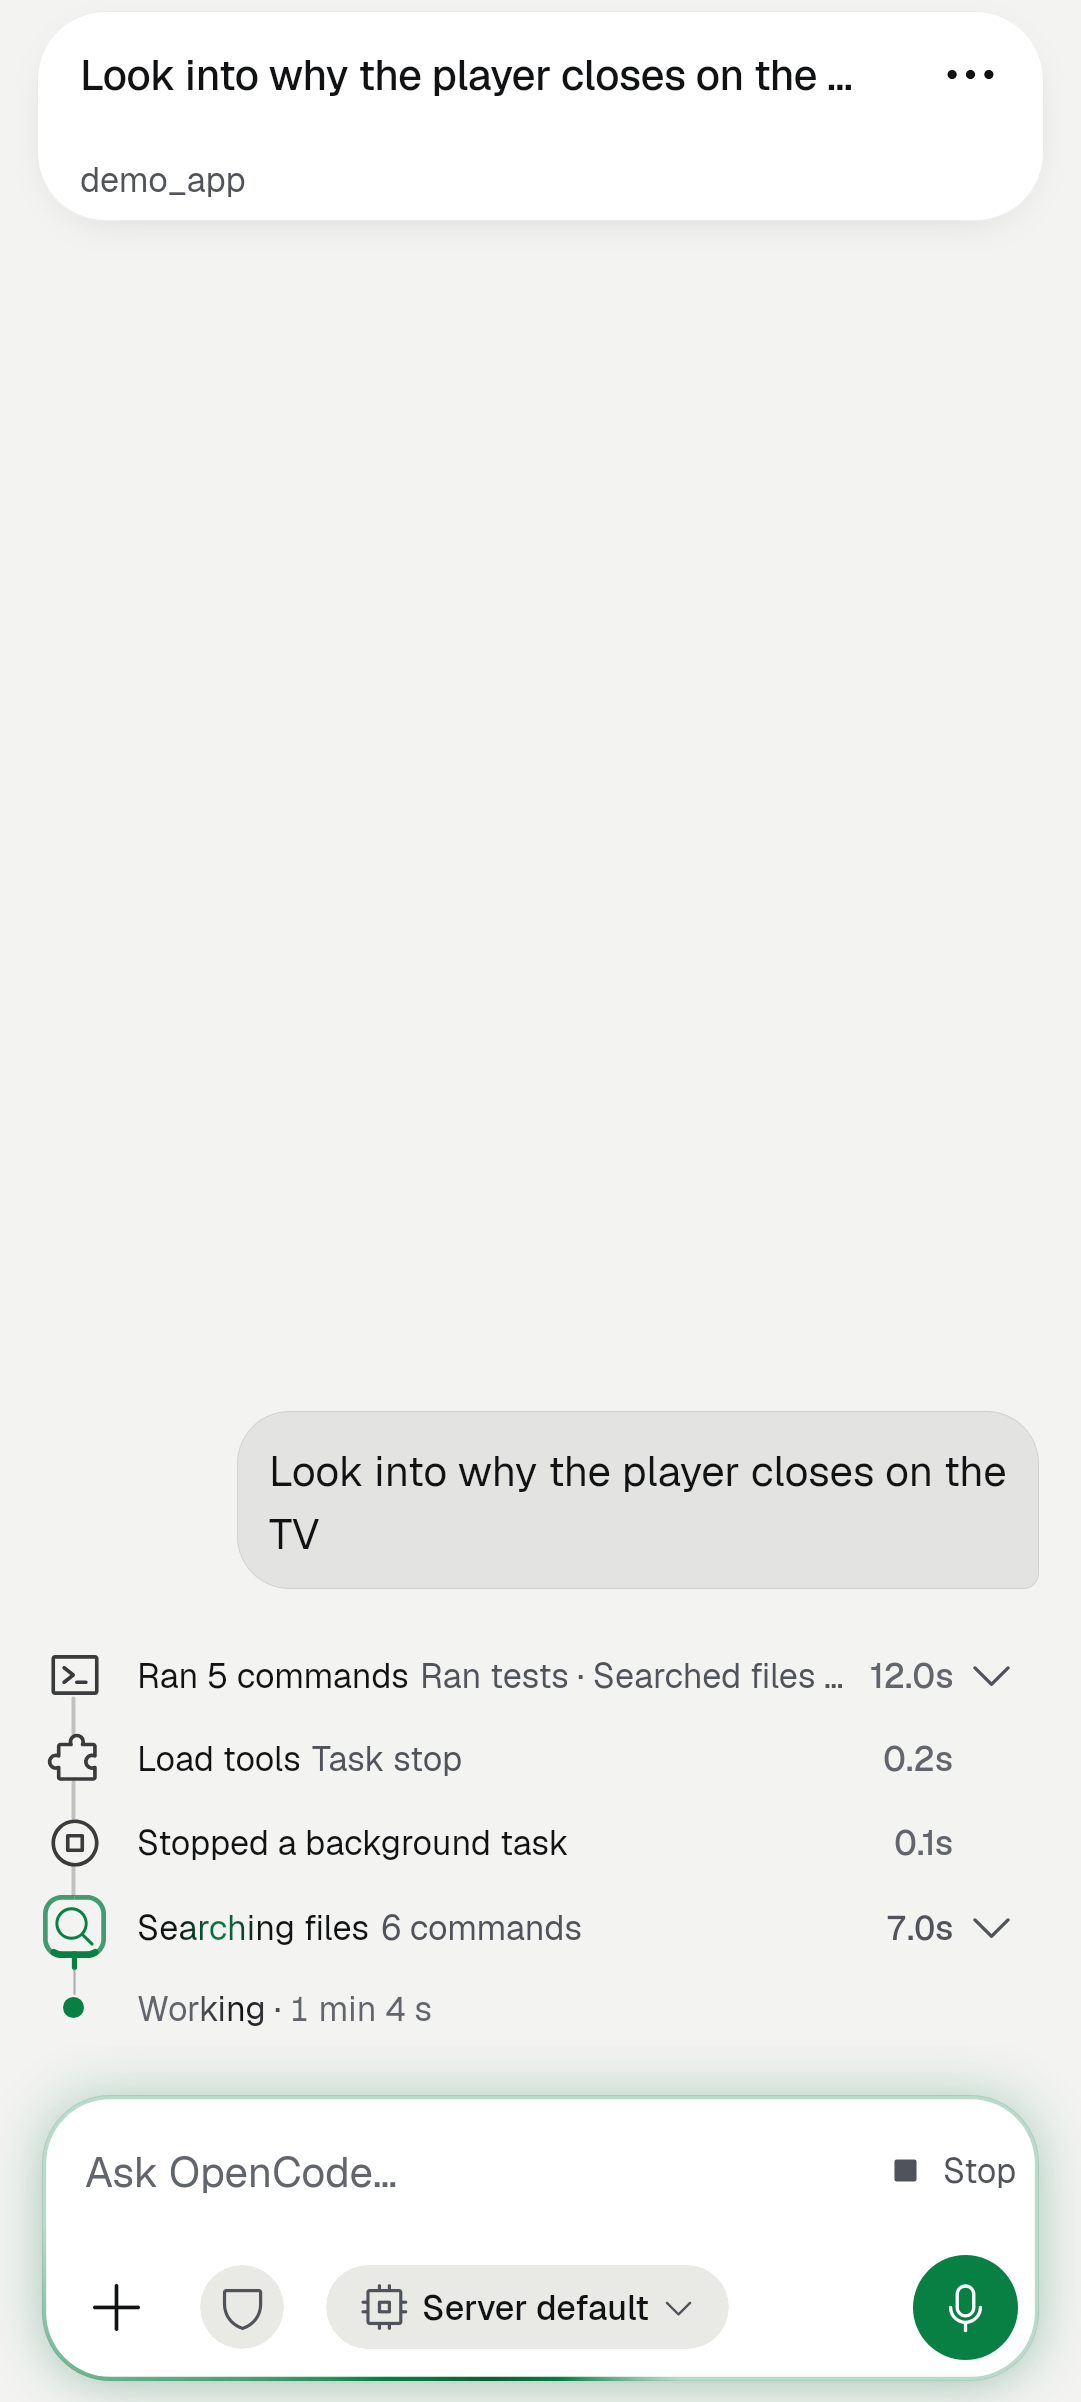 Look into why the player closes on the ...
demo_app
Look into why the player closes on the
TV
Ran 5 commands Ran tests · Searched files ... 12.0s
Load tools Task stop 0.2s
Stopped a background task 0.1s
Searching files 6 commands 7.0s
Working · 1 min 4 s
Ask OpenCode... Stop
Server default